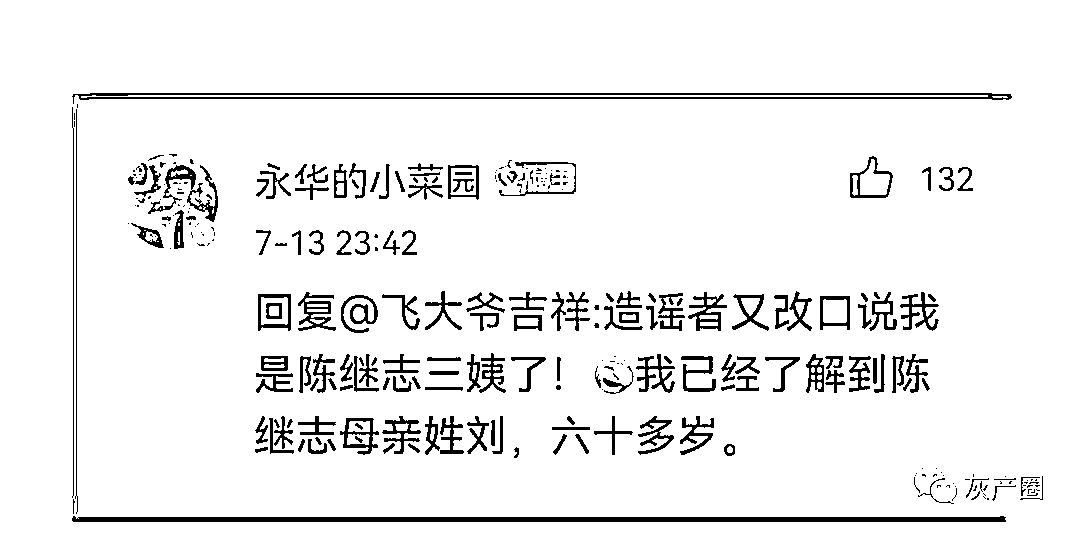 永华的小菜园
132
7-13 23:42
回复@飞大爷吉祥:造谣者又改口说我
是陈继志三姨了！我已经了解到陈
继志母亲姓刘，六十多岁。
灰产圈